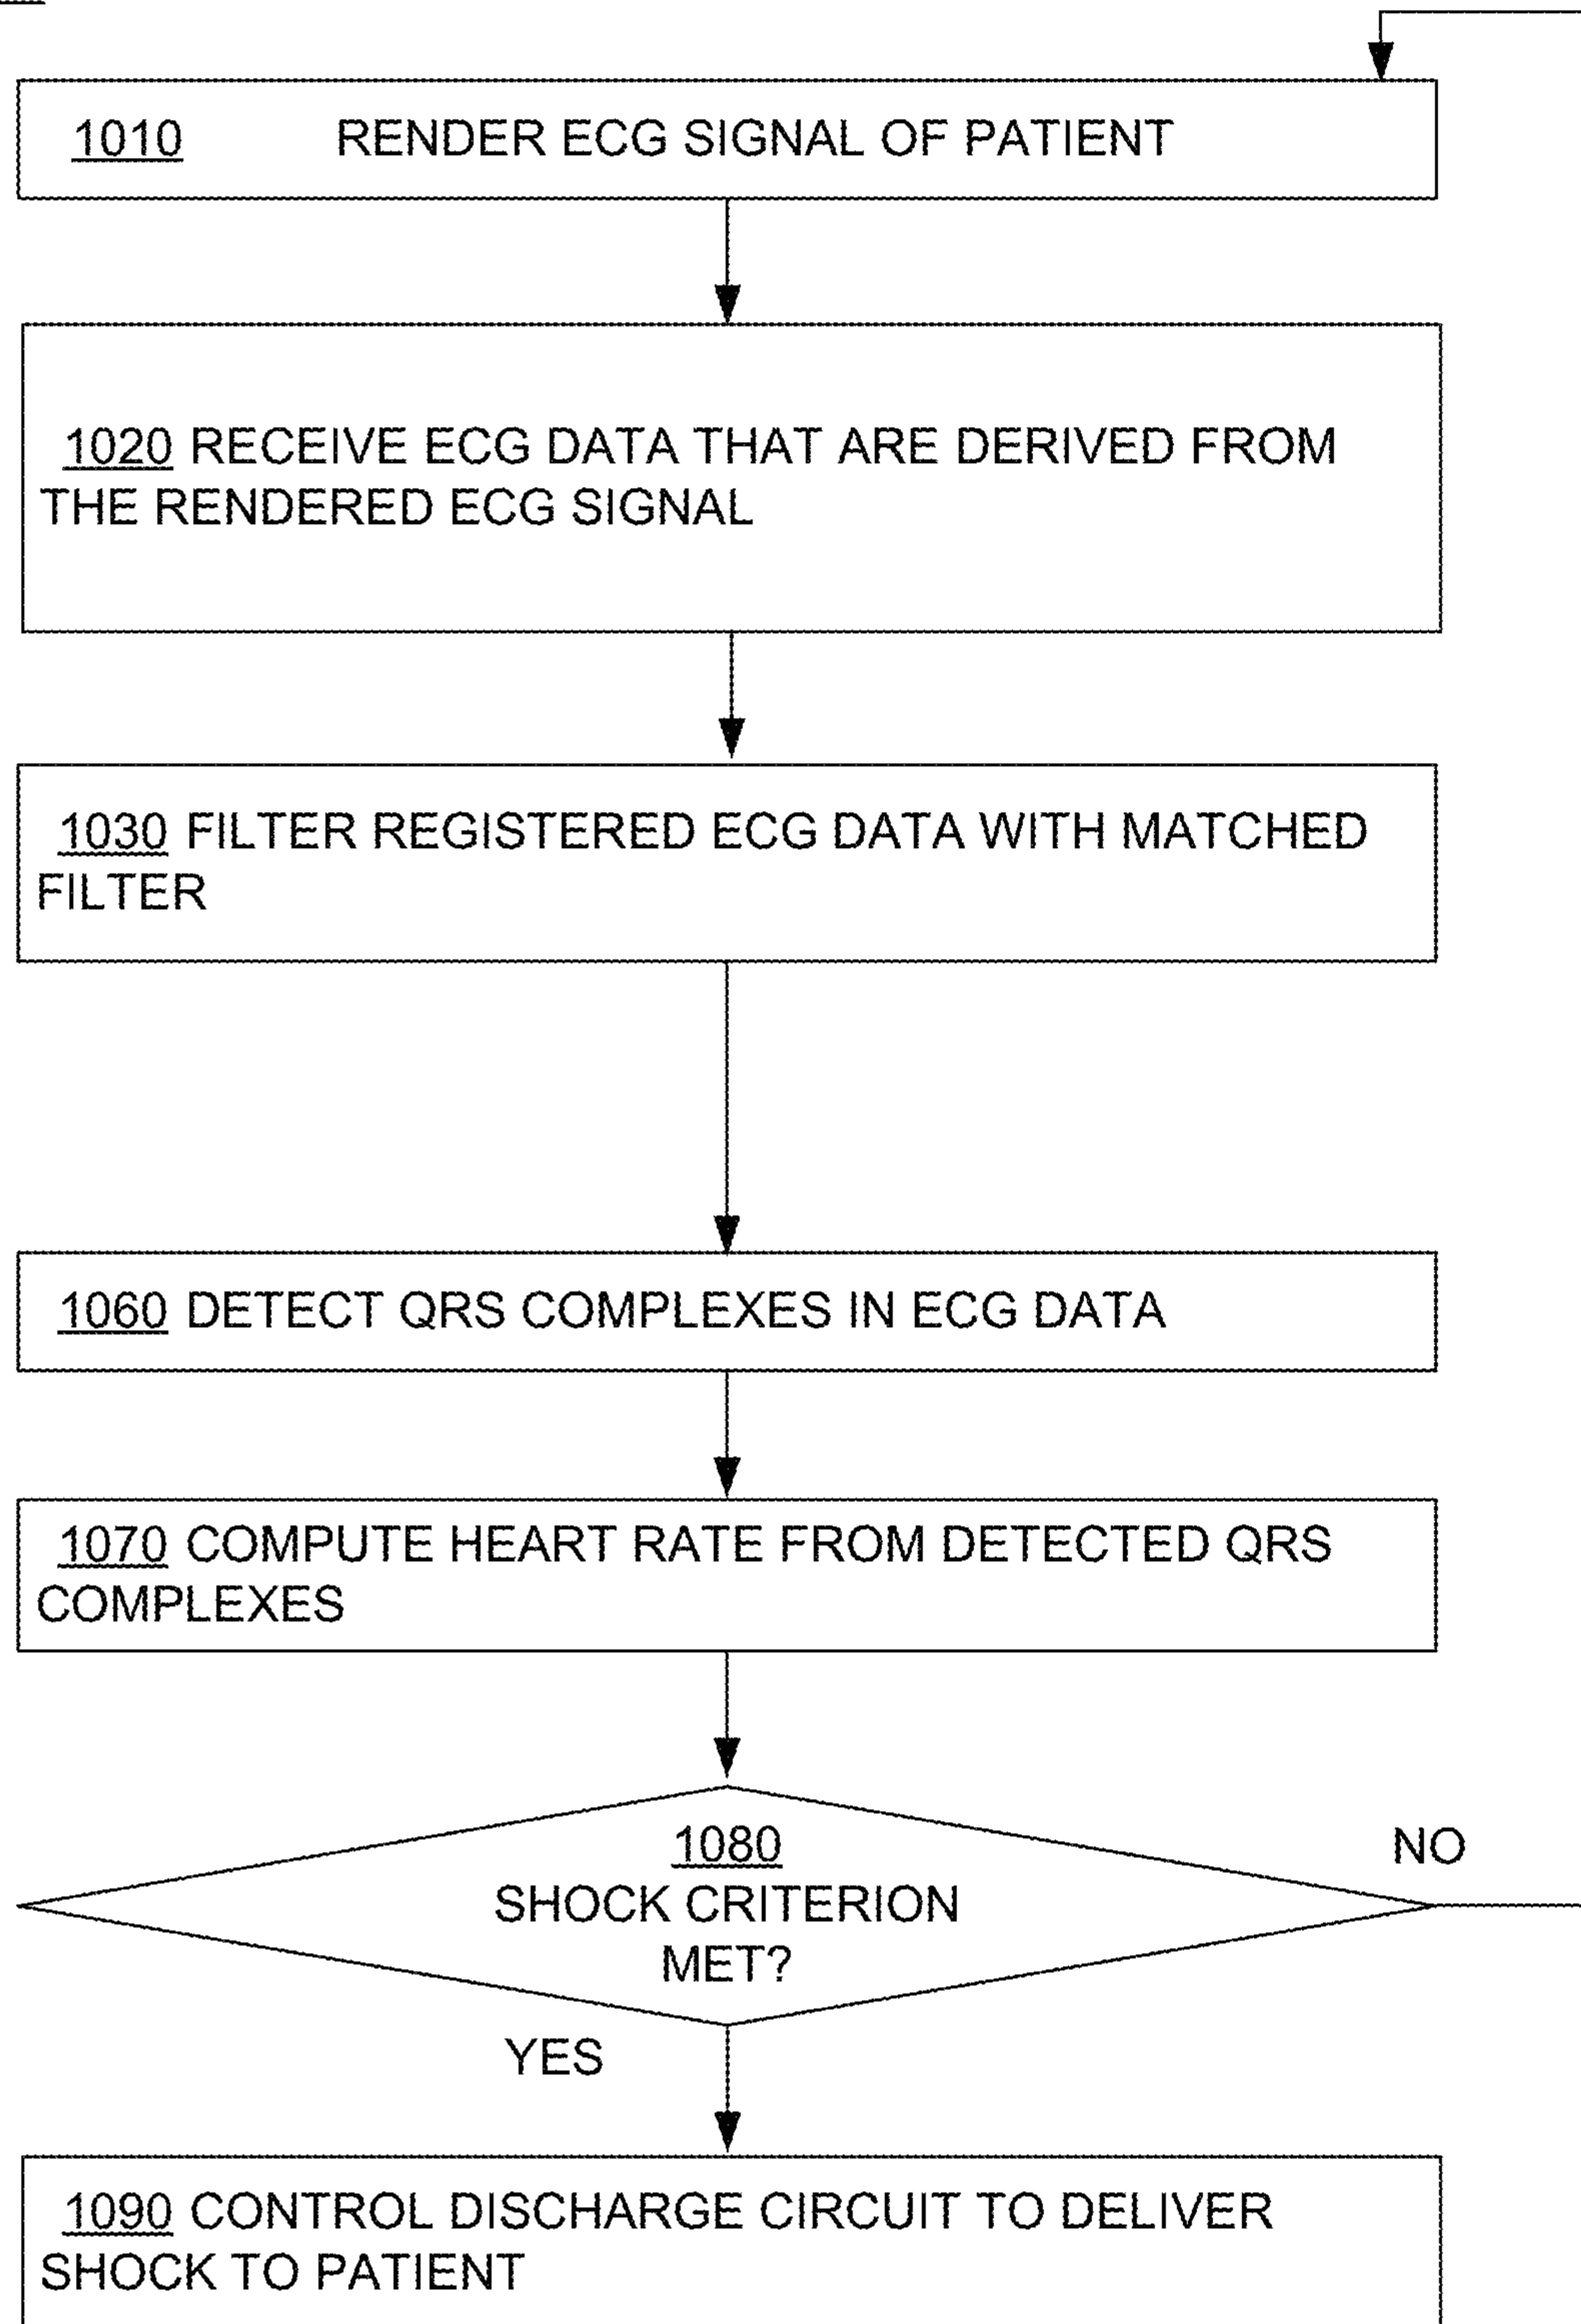 1010 RENDER ECG SIGNAL OF PATIENT
1020 RECEIVE ECG DATA THAT ARE DERIVED FROM
THE RENDERED ECG SIGNAL
1030 FILTER REGISTERED ECG DATA WITH MATCHED
FILTER
1060 DETECT QRS COMPLEXES IN ECG DATA
1070 COMPUTE HEART RATE FROM DETECTED QRS
COMPLEXES
1080
SHOCK CRITERION
MET?
NO
YES
1090 CONTROL DISCHARGE CIRCUIT TO DELIVER
SHOCK TO PATIENT